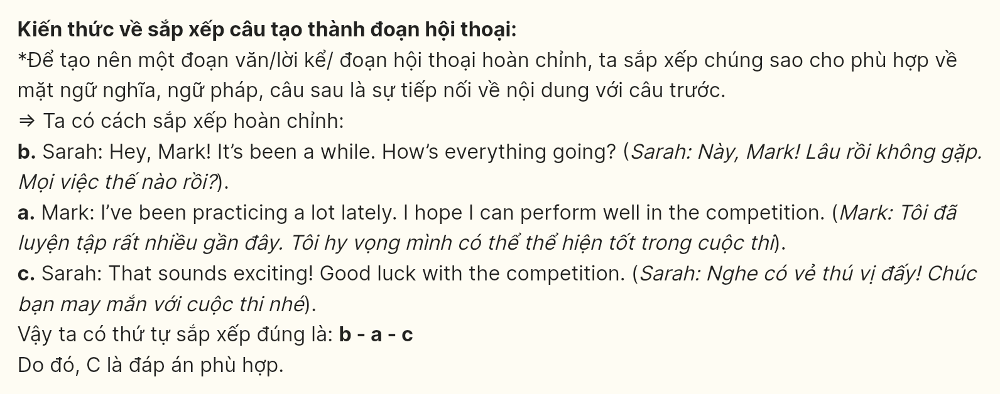 Kiến thức về sắp xếp câu tạo thành đoạn hội thoại:
*Để tạo nên một đoạn văn/lời kể/ đoạn hội thoại hoàn chỉnh, ta sắp xếp chúng sao cho phù hợp về
mặt ngữ nghĩa, ngữ pháp, câu sau là sự tiếp nối về nội dung với câu trước.
⇒ Ta có cách sắp xếp hoàn chỉnh:
b. Sarah: Hey, Mark! It’s been a while. How’s everything going? (Sarah: Này, Mark! Lâu rồi không gặp.
Mọi việc thế nào rồi?).
a. Mark: I’ve been practicing a lot lately. I hope I can perform well in the competition. (Mark: Tôi đã
luyện tập rất nhiều gần đây. Tôi hy vọng mình có thể thể hiện tốt trong cuộc thi).
c. Sarah: That sounds exciting! Good luck with the competition. (Sarah: Nghe có vẻ thú vị đấy! Chúc
bạn may mắn với cuộc thi nhé).
Vậy ta có thứ tự sắp xếp đúng là: b - a - c
Do đó, C là đáp án phù hợp.